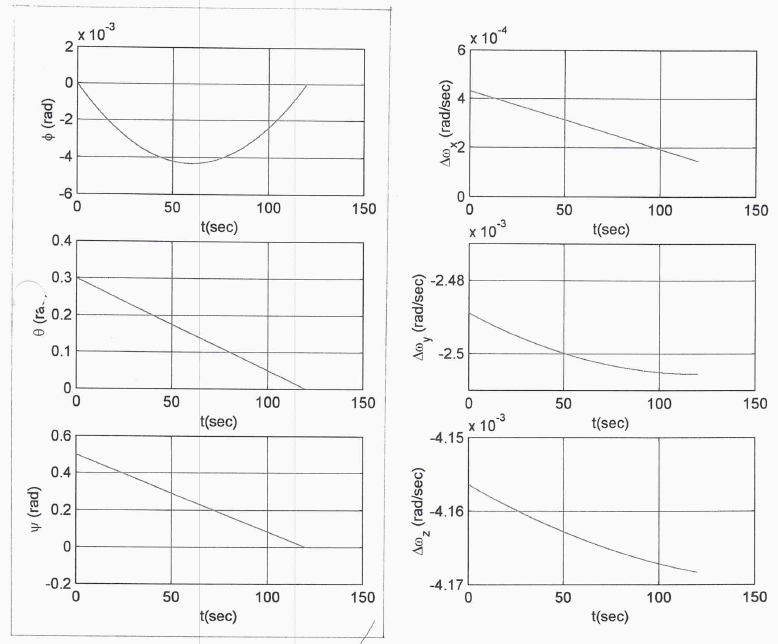 x 10⁻³
2
0
-2
-4
-6
ϕ (rad)
0 50 100 150
t(sec)
0.4
0.3
0.2
0.1
0
θ (ra
0 50 100 150
t(sec)
0.6
0.4
0.2
0
-0.2
ψ (rad)
0 50 100 150
t(sec)
x 10⁻⁴
6
4
2
0
Δωx (rad/sec)
0 50 100 150
t(sec)
x 10⁻³
-2.48
-2.5
Δωy (rad/sec)
0 50 100 150
t(sec)
x 10⁻³
-4.15
-4.16
-4.17
Δωz (rad/sec)
0 50 100 150
t(sec)